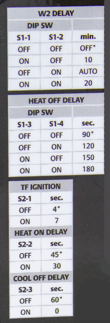 W2 DELAY
DIP SW
S1-1 S1-2 min.
OFF OFF OFF*
ON OFF 10
OFF ON AUTO
ON ON 20
HEAT OFF DELAY
DIP SW
S1-3 S1-4 sec.
OFF OFF 90*
ON OFF 120
OFF ON 150
ON ON 180
TF IGNITION
S2-1 sec.
OFF 4*
ON 7
HEAT ON DELAY
S2-2 sec.
OFF 45*
ON 30
COOL OFF DELAY
S2-3 sec.
OFF 60*
ON 0